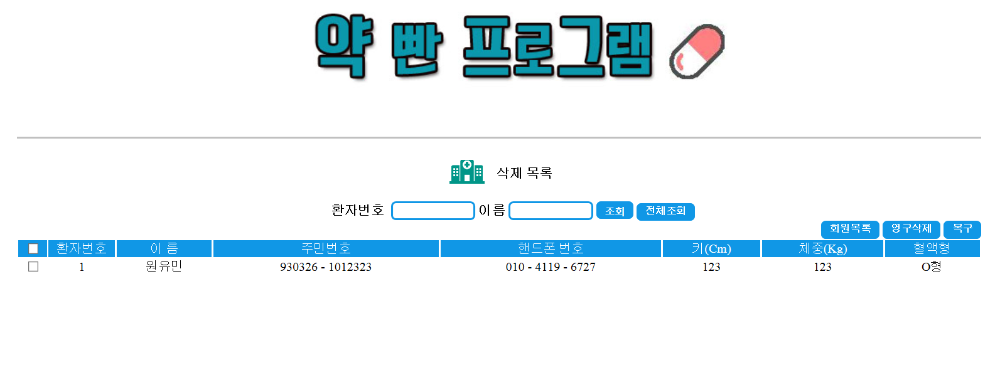 약 빤 프로그램
삭제 목록
환자번호 이름 조회 전체조회
회원목록 영구삭제 복구
환자번호 이 름 주민번호 핸드폰 번호 키(Cm) 체중(Kg) 혈액형
1 원유민 930326 - 1012323 010 - 4119 - 6727 123 123 O형